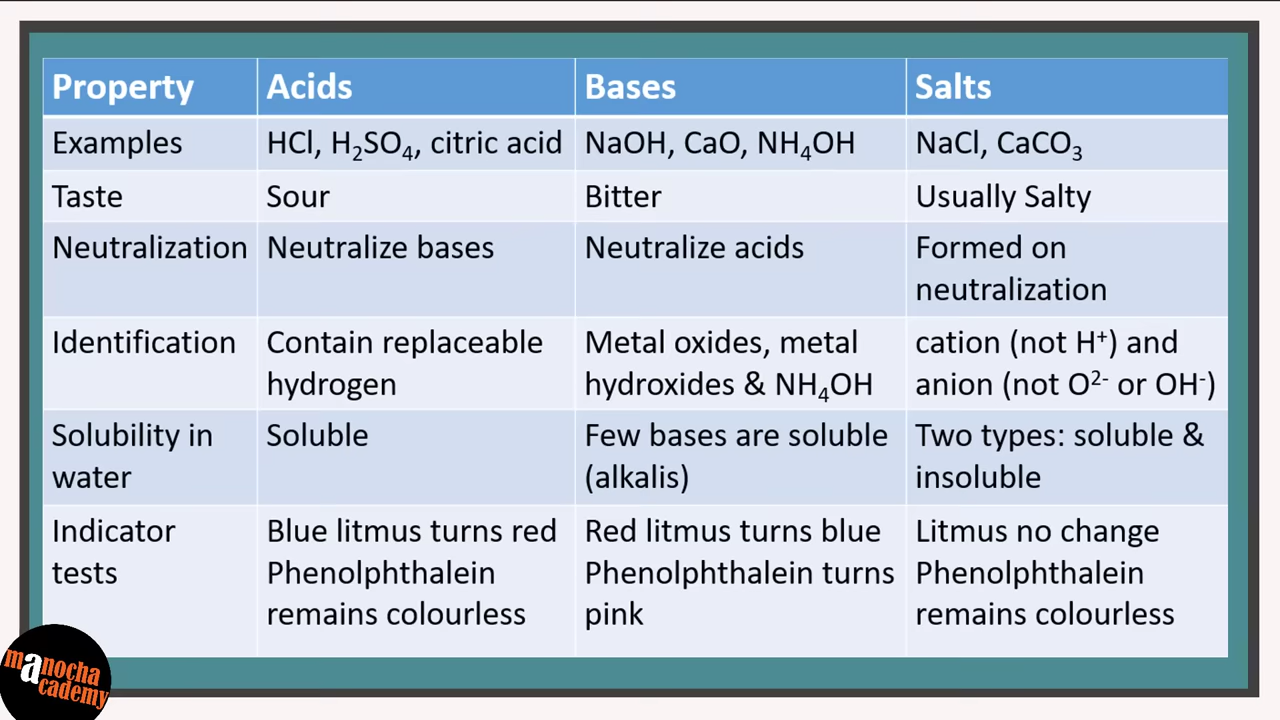 Property Acids Bases Salts
Examples HCl, H₂SO₄, citric acid NaOH, CaO, NH₄OH NaCl, CaCO₃
Taste Sour Bitter Usually Salty
Neutralization Neutralize bases Neutralize acids Formed on
neutralization
Identification Contain replaceable Metal oxides, metal cation (not H⁺) and
hydrogen hydroxides & NH₄OH anion (not O²⁻ or OH⁻)
Solubility in Soluble Few bases are soluble Two types: soluble &
water (alkalis) insoluble
Indicator Blue litmus turns red Red litmus turns blue Litmus no change
tests Phenolphthalein Phenolphthalein turns Phenolphthalein
remains colourless pink remains colourless
manocha
academy